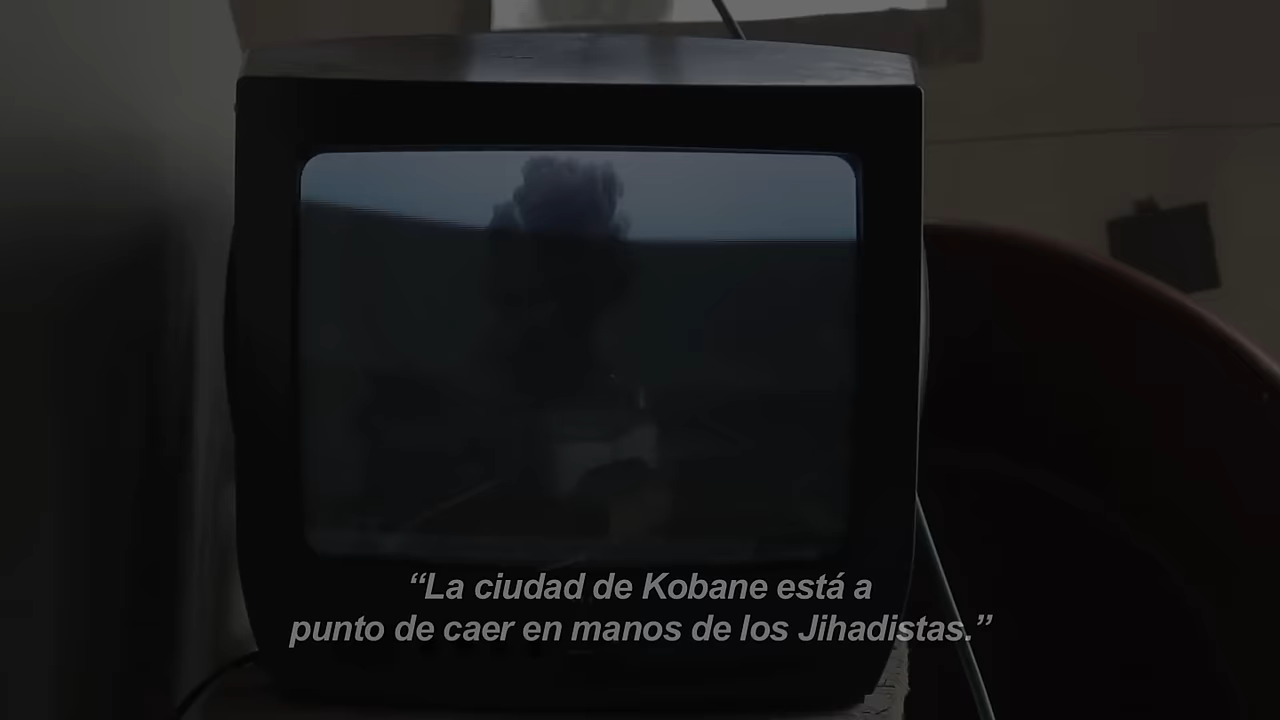 “La ciudad de Kobane está a
punto de caer en manos de los Jihadistas.”